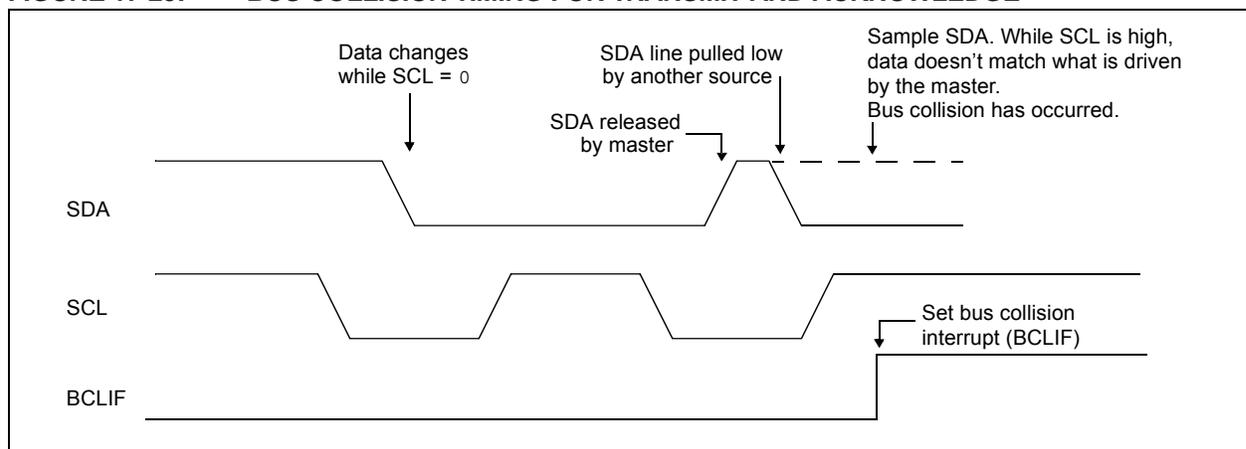 Data changes
while SCL = 0
SDA line pulled low
by another source
Sample SDA. While SCL is high,
data doesn't match what is driven
by the master.
Bus collision has occurred.
SDA released
by master
SDA
SCL
Set bus collision
interrupt (BCLIF)
BCLIF